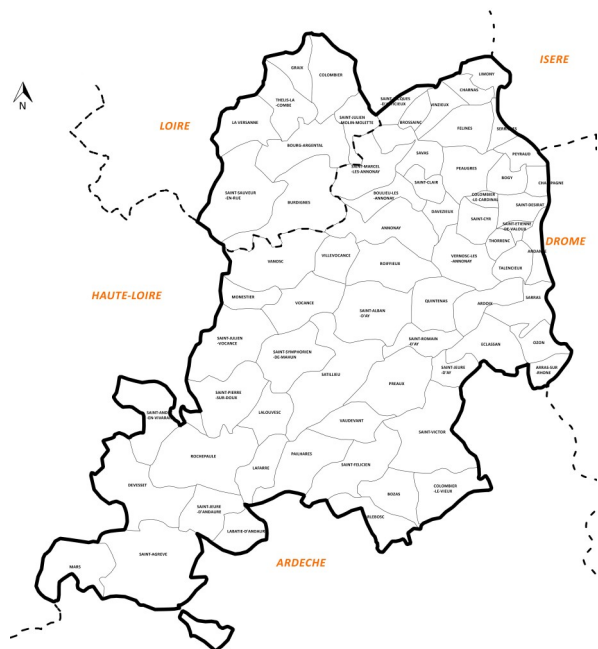 ISERE
LIMONY
GRAIX
COLOMBIER
CHARNAS
N
THELIS-LA
-COMBE
VINZIEUX
LOIRE
LA VERSANNE
SAINT-JULIEN
MOLIN-MOLETTE
BROSSAINC
FELINES
BOURG-ARGENTAL
SAVAS
PEYRAUD
SAINT-MARCEL
-LES-ANNONAY
PEAUGRES
BOGY
SAINT-CLAIR
CHAMPAGNE
SAINT-SAUVEUR
-EN-RUE
BURDIGNES
BOULIEU-LES
-ANNONAY
COLOMBIER
-LE-CARDINAL
SAINT-DESIRAT
DAVEZIEUX
SAINT-CYR
SAINT-ETIENNE
-DE-VALOUX
ANNONAY
THORRENC
DROME
VANOSC
VILLEVOCANCE
ROIFFIEUX
VERNOSC-LES
-ANNONAY
TALENCIEUX
HAUTE-LOIRE
MONESTIER
VOCANCE
SAINT-ALBAN
-D'AY
QUINTENAS
ARDOIX
SARRAS
SAINT-JULIEN
-VOCANCE
SAINT-ROMAIN
-D'AY
ECLASSAN
OZON
SAINT-SYMPHORIEN
-DE-MAHUN
SATILLIEU
SAINT-JEURE
-D'AY
ARRAS-SUR
-RHONE
PREAUX
SAINT-PIERRE
-SUR-DOUX
LALOUVESC
VAUDEVANT
SAINT-VICTOR
ROCHEPAULE
PAILHARES
LAFARRE
SAINT-FELICIEN
DEVESSET
BOZAS
COLOMBIER
-LE-VIEUX
SAINT-JEURE
-D'ANDAURE
ARDECHE
SAINT-AGREVE
MARS